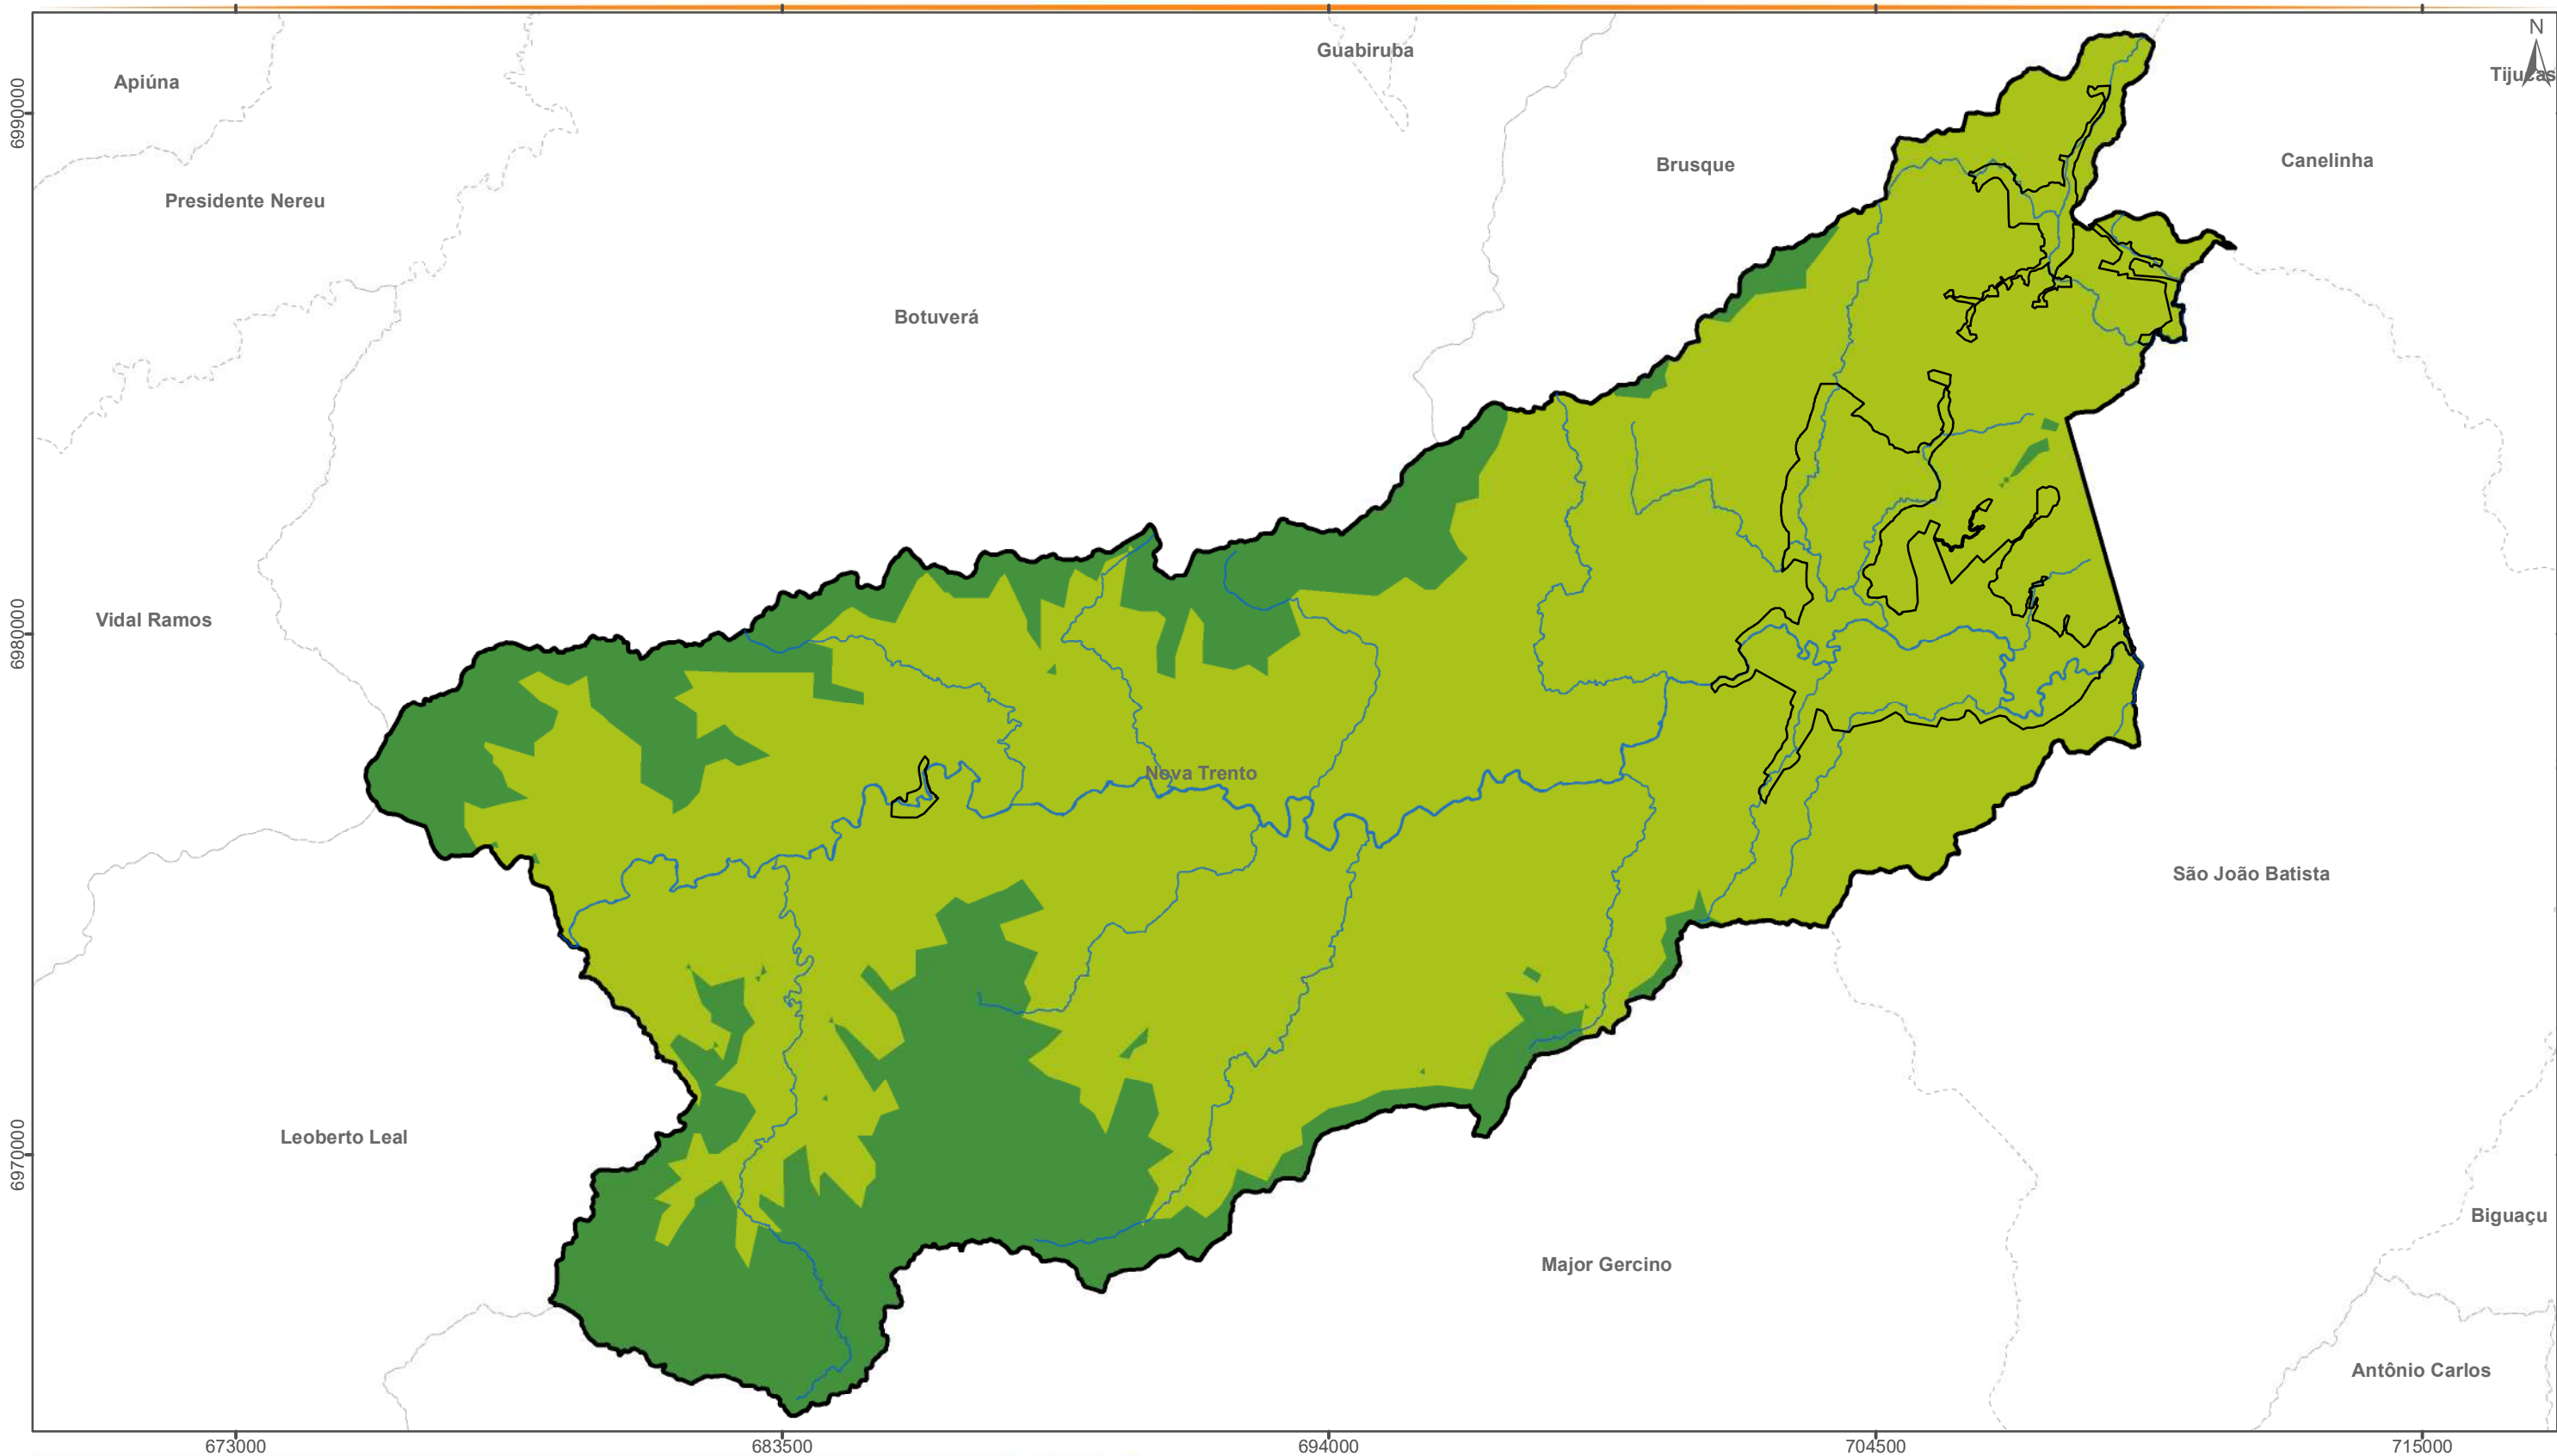 N
Guabiruba
Tijucas
Apiúna
6990000
Canelinha
Brusque
Presidente Nereu
Botuverá
6980000
Vidal Ramos
Nova Trento
São João Batista
Leoberto Leal
6970000
Biguaçu
Major Gercino
Antônio Carlos
673000
683500
694000
704500
715000